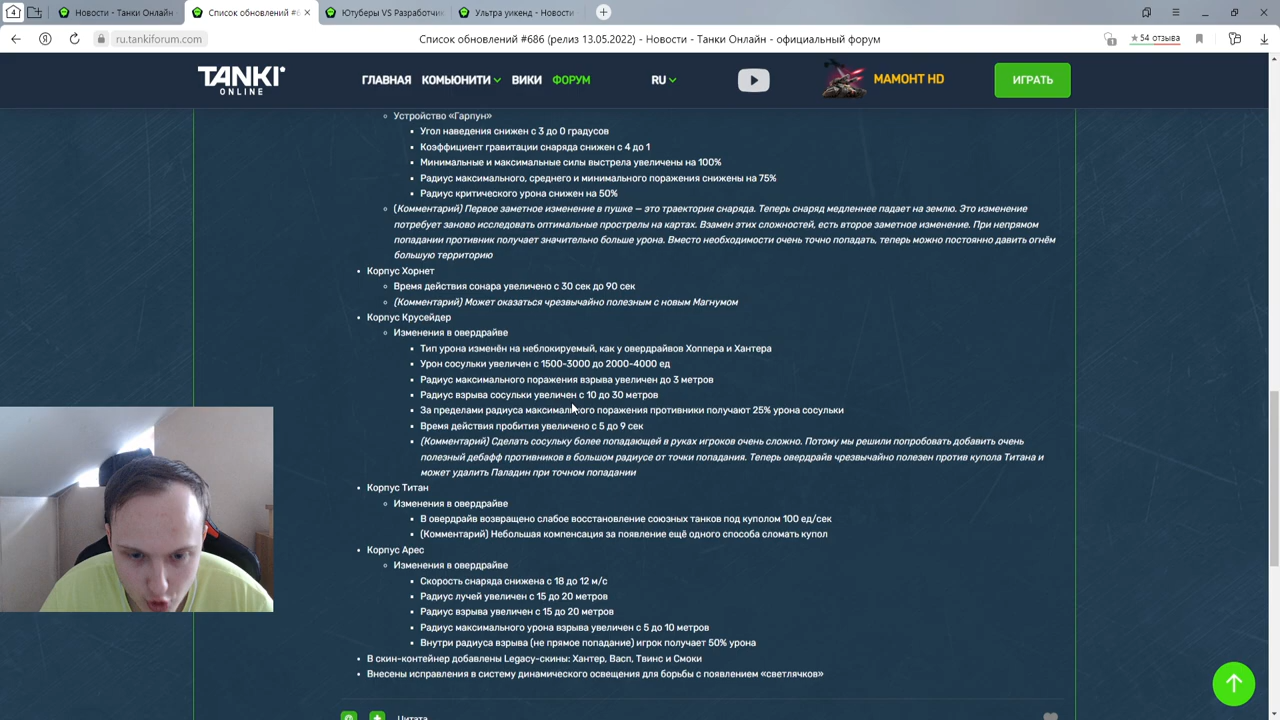 Новости - Танки Онлайн
Список обновлений #6
Ютуберы VS Разработчик
Ультра уикенд - Новости
ru.tankiforum.com
Список обновлений #686 (релиз 13.05.2022) - Новости - Танки Онлайн - официальный форум
54 отзыва
TANKI
ONLINE
ГЛАВНАЯ
КОМЬЮНИТИ
ВИКИ
ФОРУМ
RU
МАМОНТ HD
ИГРАТЬ
Устройство «Гарпун»
Угол наведения снижен с 3 до 0 градусов
Коэффициент гравитации снаряда снижен с 4 до 1
Минимальные и максимальные силы выстрела увеличены на 100%
Радиус максимального, среднего и минимального поражения снижены на 75%
Радиус критического урона снижен на 50%
(Комментарий) Первое заметное изменение в пушке — это траектория снаряда. Теперь снаряд медленнее падает на землю. Это изменение
потребует заново исследовать оптимальные прострелы на картах. Взамен этих сложностей, есть второе заметное изменение. При непрямом
попадании противник получает значительно больше урона. Вместо необходимости очень точно попадать, теперь можно постоянно давить огнём
большую территорию
Корпус Хорнет
Время действия сонара увеличено с 30 сек до 90 сек
(Комментарий) Может оказаться чрезвычайно полезным с новым Магнумом
Корпус Крусейдер
Изменения в овердрайве
Тип урона изменён на неблокируемый, как у овердрайвов Хоппера и Хантера
Урон сосульки увеличен с 1500-3000 до 2000-4000 ед
Радиус максимального поражения взрыва увеличен до 3 метров
Радиус взрыва сосульки увеличен с 10 до 30 метров
За пределами радиуса максимального поражения противники получают 25% урона сосульки
Время действия пробития увеличено с 5 до 9 сек
(Комментарий) Сделать сосульку более попадающей в руках игроков очень сложно. Потому мы решили попробовать добавить очень
полезный дебафф противников в большом радиусе от точки попадания. Теперь овердрайв чрезвычайно полезен против купола Титана и
может удалить Паладин при точном попадании
Корпус Титан
Изменения в овердрайве
В овердрайв возвращено слабое восстановление союзных танков под куполом 100 ед/сек
(Комментарий) Небольшая компенсация за появление ещё одного способа сломать купол
Корпус Арес
Изменения в овердрайве
Скорость снаряда снижена с 18 до 12 м/с
Радиус лучей увеличен с 15 до 20 метров
Радиус взрыва увеличен с 15 до 20 метров
Радиус максимального урона взрыва увеличен с 5 до 10 метров
Внутри радиуса взрыва (не прямое попадание) игрок получает 50% урона
В скин-контейнер добавлены Legacy-скины: Хантер, Васп, Твинс и Смоки
Внесены исправления в систему динамического освещения для борьбы с появлением «светлячков»
Цитата